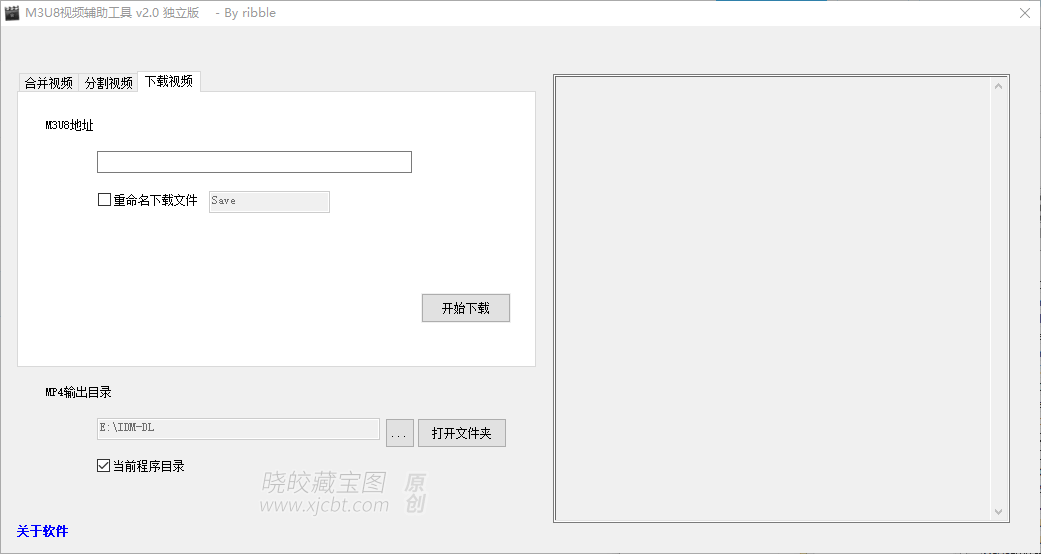 M3U8视频辅助工具 v2.0 独立版 - By ribble
合并视频 分割视频 下载视频
M3U8地址
重命名下载文件 Save
开始下载
MP4输出目录
E:\IDM-DL ... 打开文件夹
当前程序目录
晓皎藏宝图 原创
www.xjcbt.com
关于软件